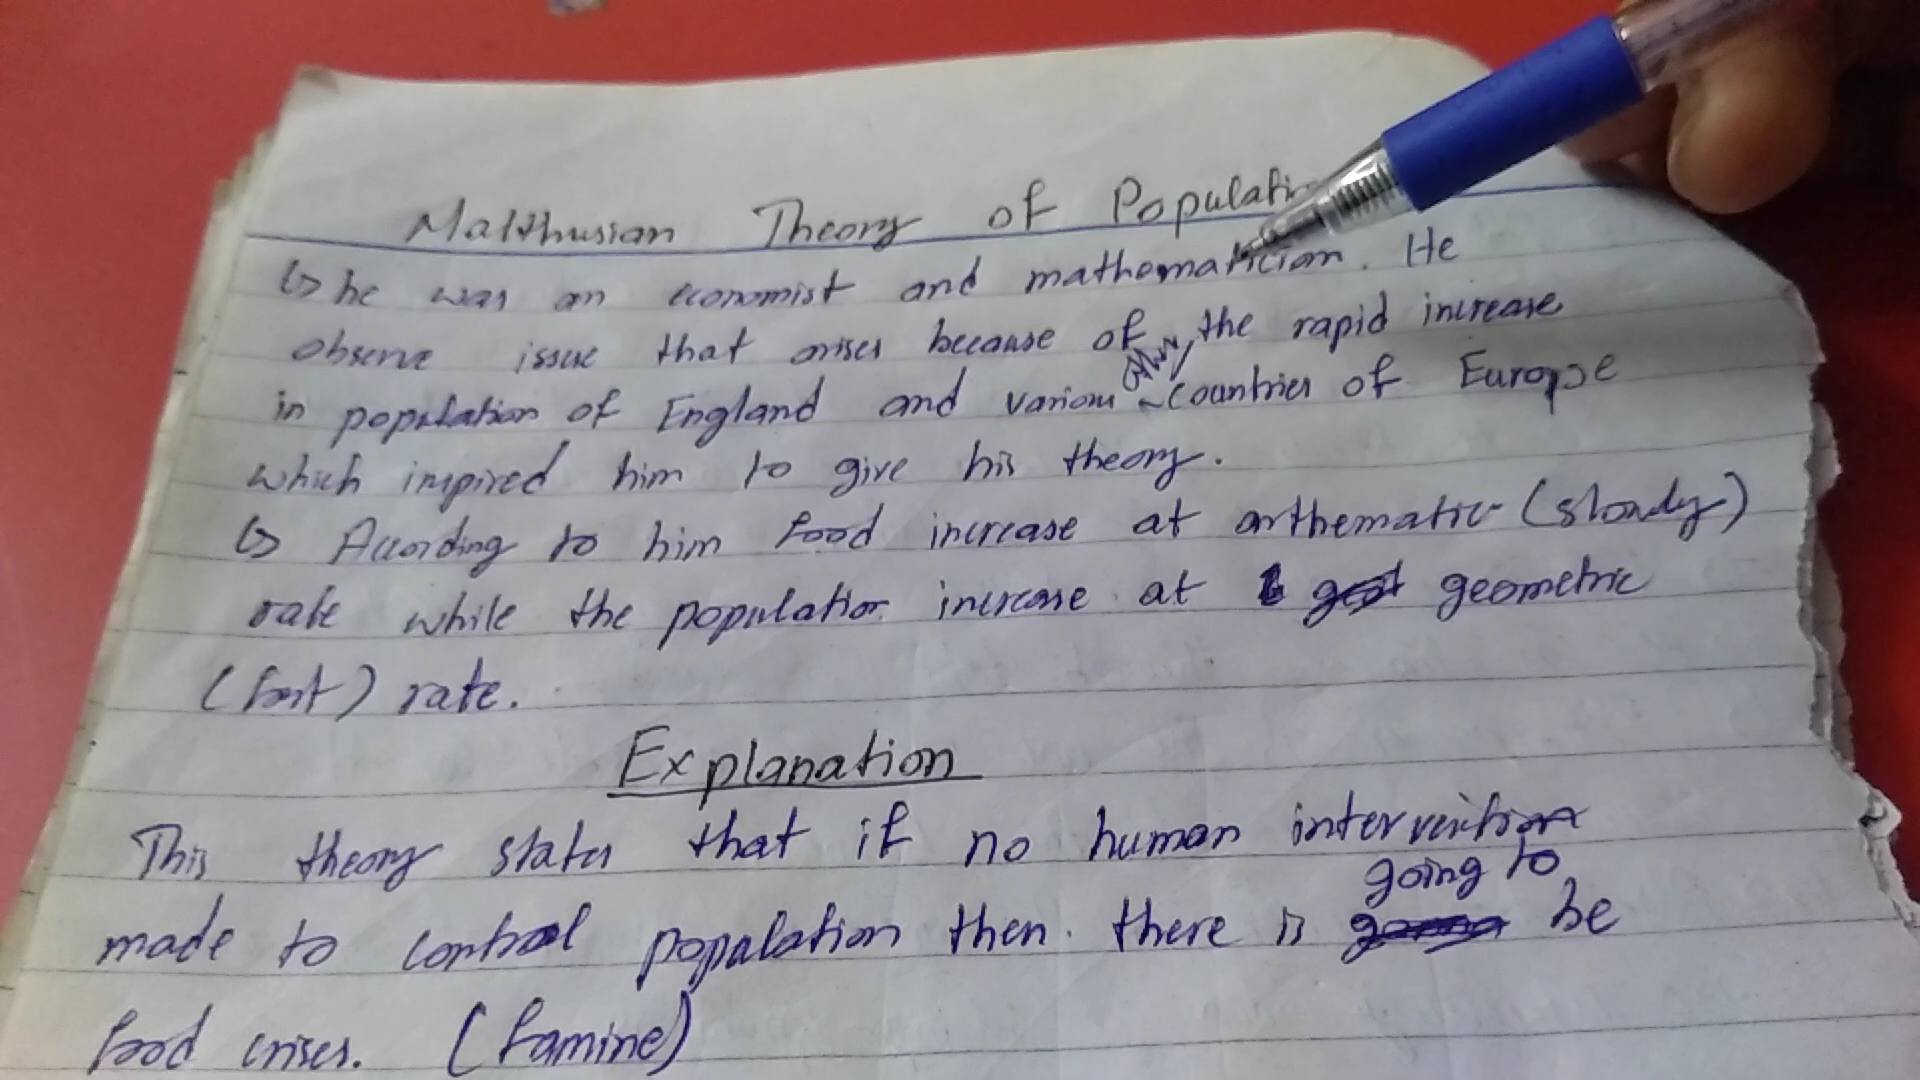 Malthusian Theory of Populatio
↳ he was an economist and mathematician. He
observe issue that arises because of the rapid increase
in population of England and various other countries of Europe
which inspired him to give his theory.
↳ According to him food increase at arthematic (slowly)
rate while the population increase at geometric
(fast) rate.
Explanation
This theory states that if no human intervention
made to control population then there is going to be
food crises. (famine)